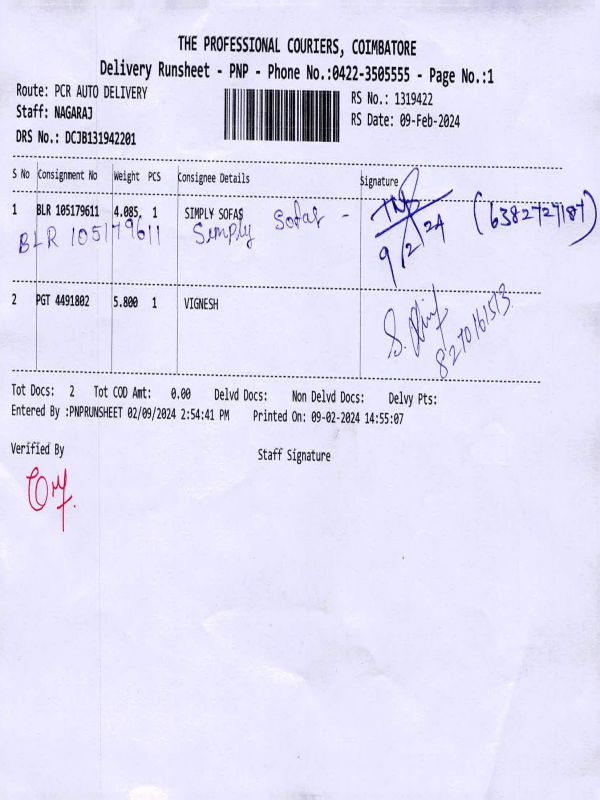 THE PROFESSIONAL COURIERS, COIMBATORE
Delivery Runsheet - PNP - Phone No.:0422-3505555 - Page No.:1
Route: PCR AUTO DELIVERY
RS No.: 1319422
Staff: NAGARAJ
RS Date: 09-Feb-2024
DRS No.: DCJB131942201
S No Consignment No Weight PCS Consignee Details Signature
1 BLR 105179611 4.085. 1 SIMPLY SOFAS
BLR 105179611 Simply Sofas -
9/2/24
(6382727187)
2 PGT 4491802 5.800 1 VIGNESH
8270161513
Tot Docs: 2 Tot COD Amt: 0.00 Delvd Docs: Non Delvd Docs: Delvy Pts:
Entered By :PNPRUNSHEET 02/09/2024 2:54:41 PM Printed On: 09-02-2024 14:55:07
Verified By
Staff Signature